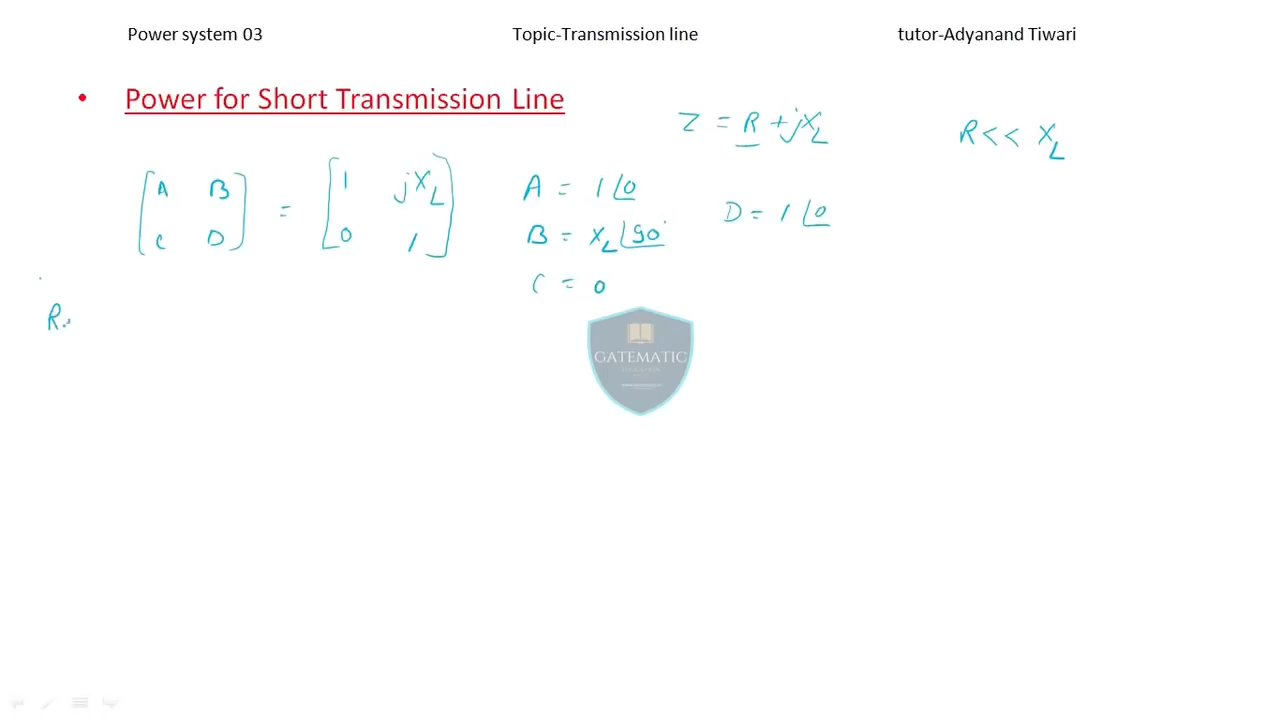 Power system 03 Topic-Transmission line tutor-Adyanand Tiwari
• Power for Short Transmission Line
Z = R + jX_L R << X_L
[A B; C D] = [1 jX_L; 0 1]
A = 1∠0
B = X_L∠90°
C = 0
D = 1∠0
R.
GATEMATIC
EDUCATION